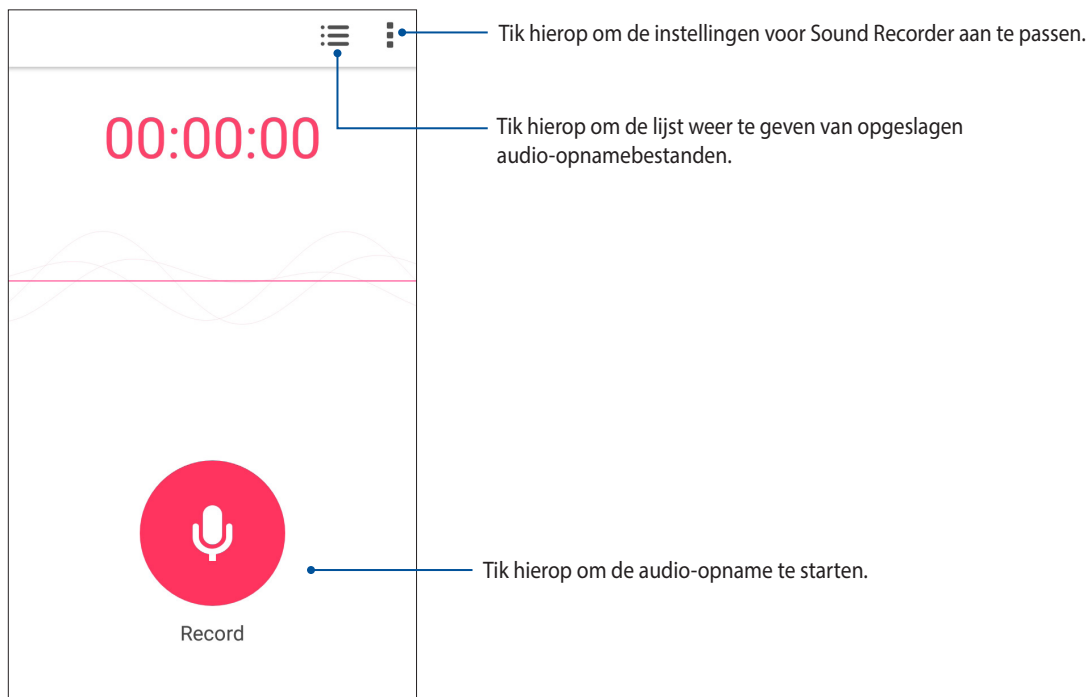 Tik hierop om de instellingen voor Sound Recorder aan te passen.
00:00:00
Tik hierop om de lijst weer te geven van opgeslagen
audio-opnamebestanden.
Tik hierop om de audio-opname te starten.
Record